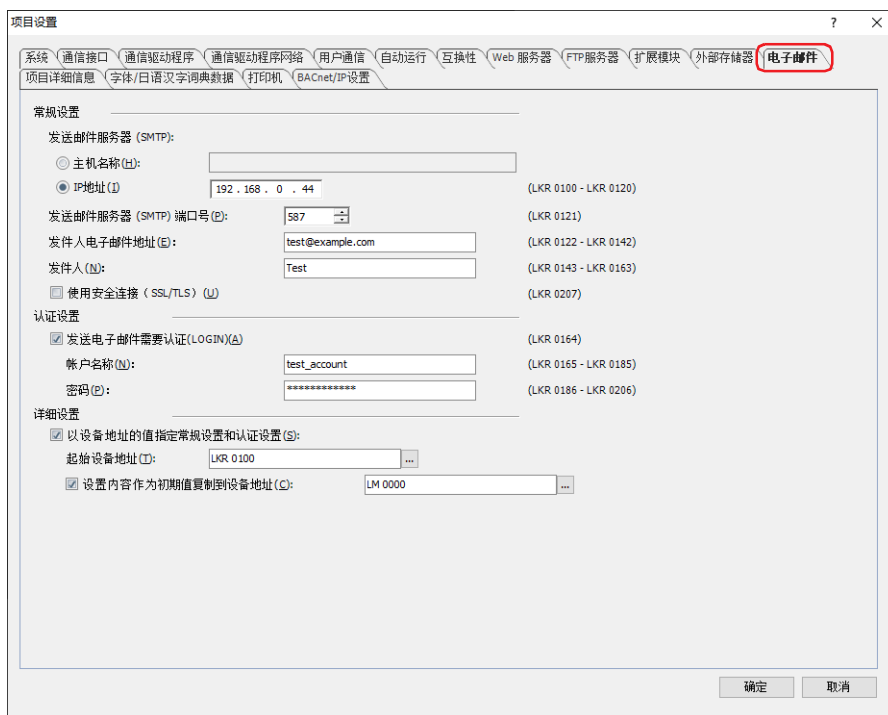 项目设置 ? ×
系统 通信接口 通信驱动程序 通信驱动程序网络 用户通信 自动运行 互换性 Web 服务器 FTP服务器 扩展模块 外部存储器 电子邮件
项目详细信息 字体/日语汉字词典数据 打印机 BACnet/IP设置
常规设置
发送邮件服务器 (SMTP):
主机名称(H):
IP地址(I) 192 . 168 . 0 . 44 (LKR 0100 - LKR 0120)
发送邮件服务器 (SMTP) 端口号(P): 587 (LKR 0121)
发件人电子邮件地址(E): test@example.com (LKR 0122 - LKR 0142)
发件人(N): Test (LKR 0143 - LKR 0163)
使用安全连接（SSL/TLS）(U) (LKR 0207)
认证设置
发送电子邮件需要认证(LOGIN)(A) (LKR 0164)
帐户名称(N): test_account (LKR 0165 - LKR 0185)
密码(P): ************ (LKR 0186 - LKR 0206)
详细设置
以设备地址的值指定常规设置和认证设置(S):
起始设备地址(T): LKR 0100 ...
设置内容作为初期值复制到设备地址(C): LM 0000 ...
确定 取消